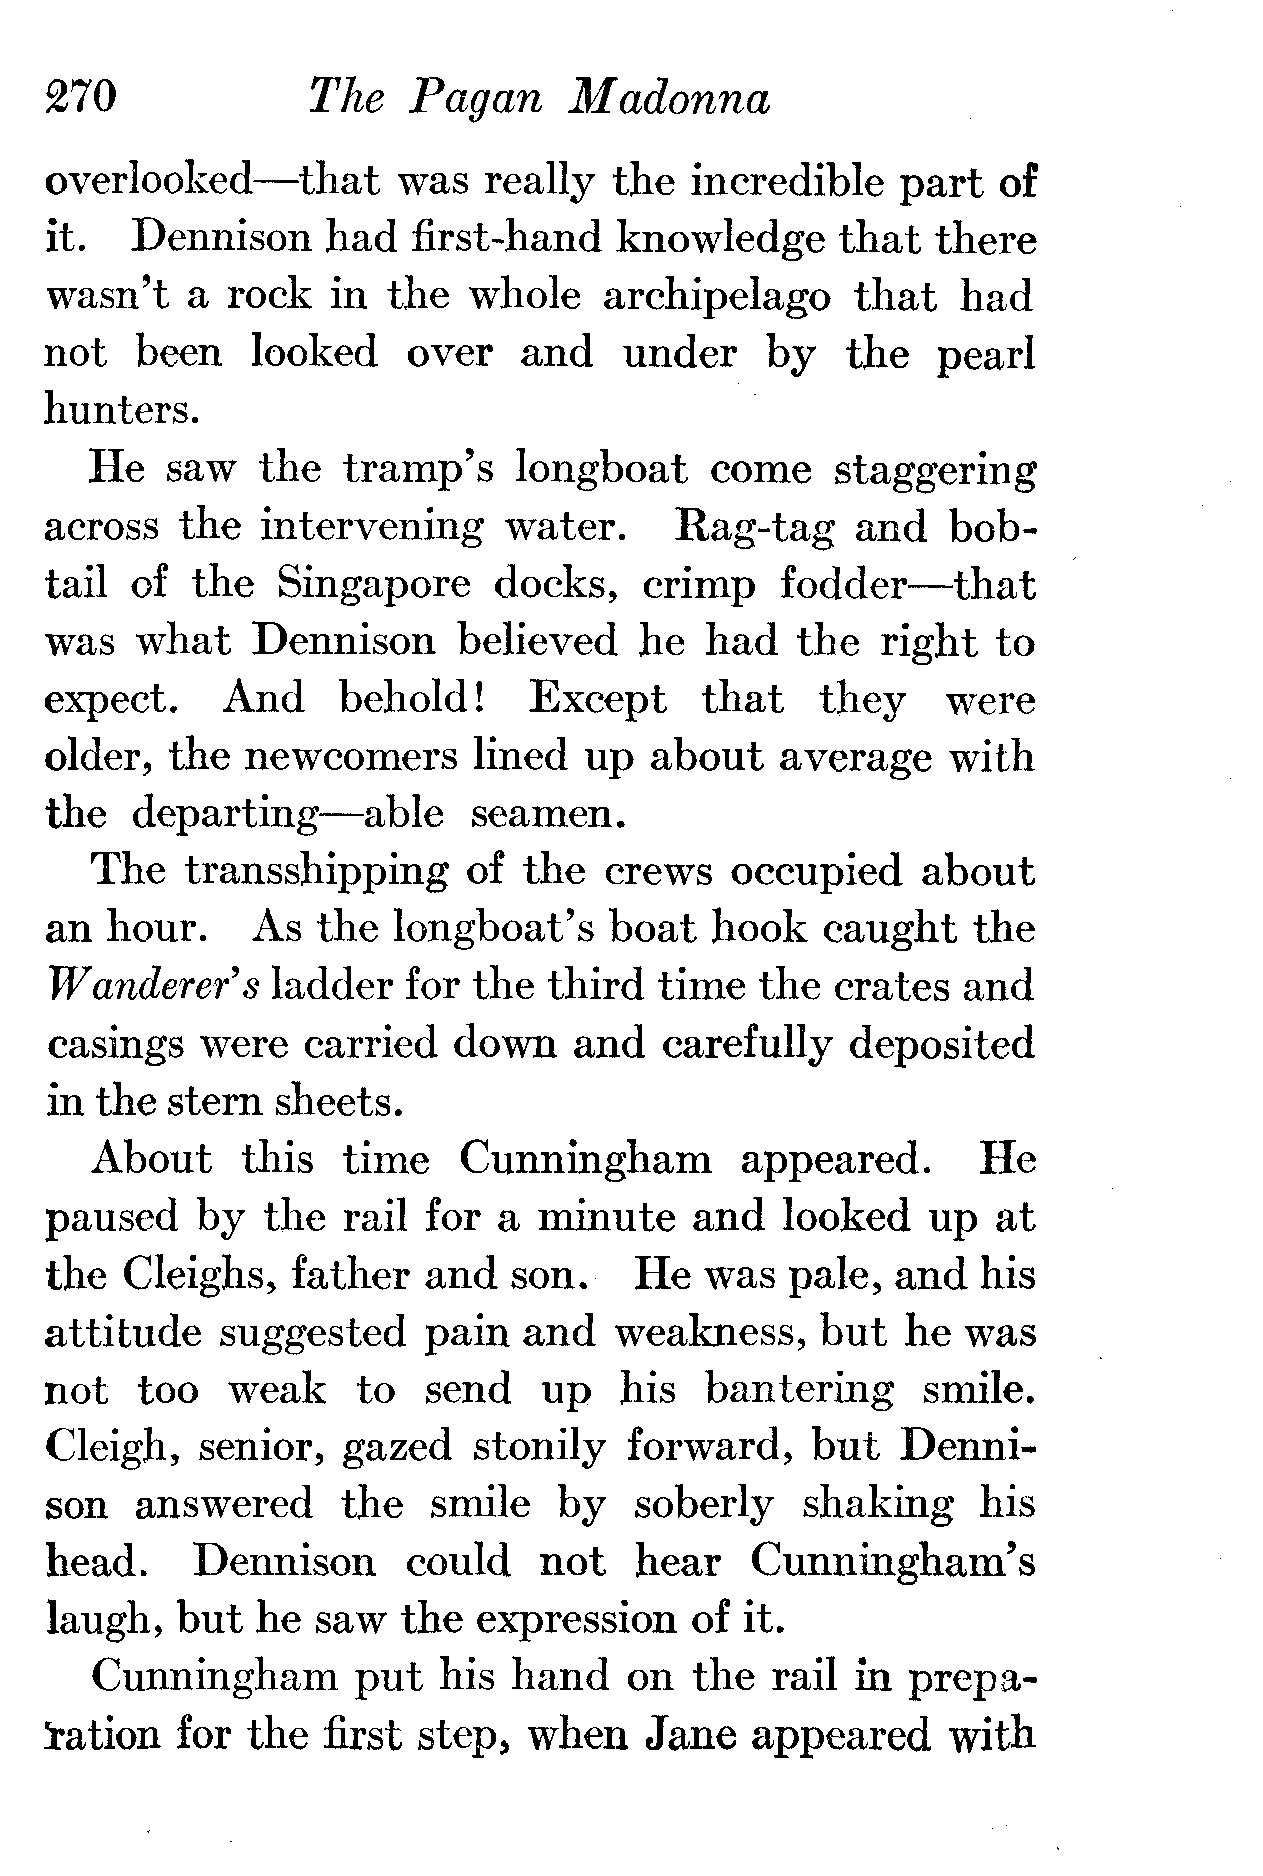 270 The Pagan Madonna
overlooked—that was really the incredible part of
it. Dennison had first-hand knowledge that there
wasn't a rock in the whole archipelago that had
not been looked over and under by the pearl
hunters.
He saw the tramp's longboat come staggering
across the intervening water. Rag-tag and bob-
tail of the Singapore docks, crimp fodder—that
was what Dennison believed he had the right to
expect. And behold! Except that they were
older, the newcomers lined up about average with
the departing—able seamen.
The transshipping of the crews occupied about
an hour. As the longboat's boat hook caught the
Wanderer's ladder for the third time the crates and
casings were carried down and carefully deposited
in the stern sheets.
About this time Cunningham appeared. He
paused by the rail for a minute and looked up at
the Cleighs, father and son. He was pale, and his
attitude suggested pain and weakness, but he was
not too weak to send up his bantering smile.
Cleigh, senior, gazed stonily forward, but Denni-
son answered the smile by soberly shaking his
head. Dennison could not hear Cunningham's
laugh, but he saw the expression of it.
Cunningham put his hand on the rail in prepa-
ration for the first step, when Jane appeared with